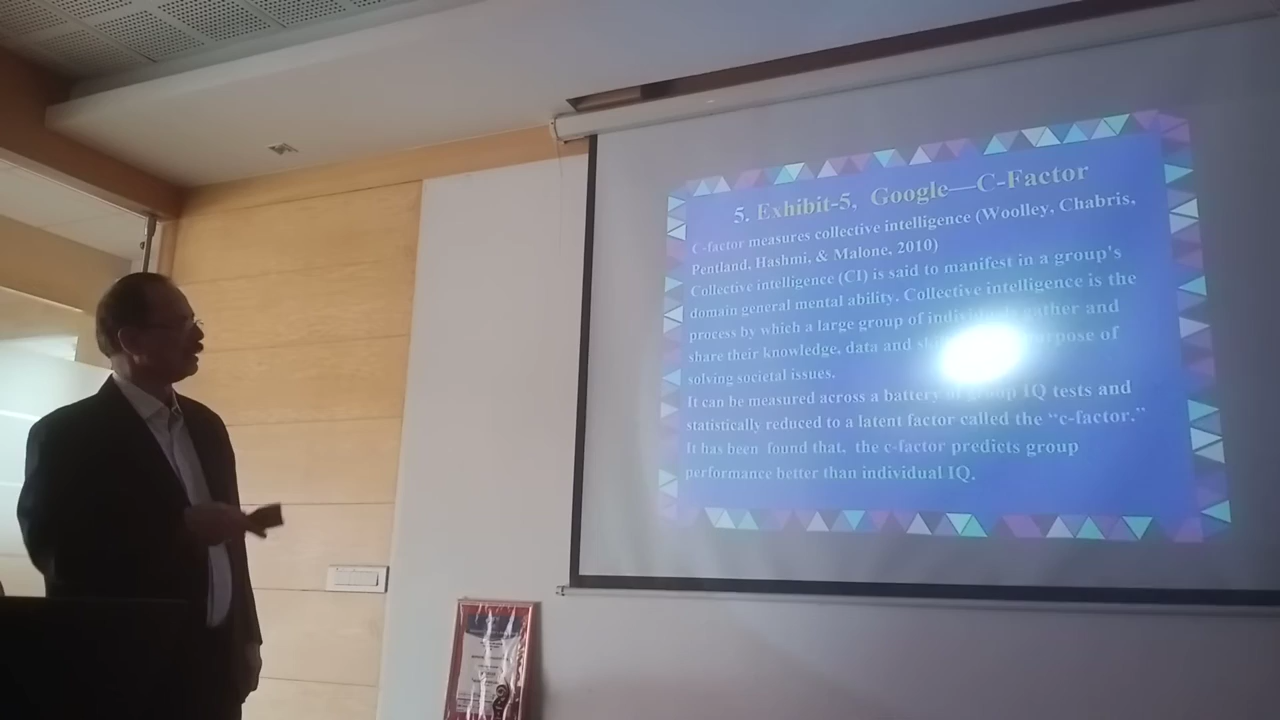 5. Exhibit-5, Google—C-Factor
C-factor measures collective intelligence (Woolley, Chabris,
Pentland, Hashmi, & Malone, 2010)
Collective intelligence (CI) is said to manifest in a group's
domain general mental ability. Collective intelligence is the
process by which a large group of gather and
share their knowledge, data and purpose of
solving societal issues.
It can be measured across a battery of group IQ tests and
statistically reduced to a latent factor called the “c-factor.”
It has been found that, the c-factor predicts group
performance better than individual IQ.